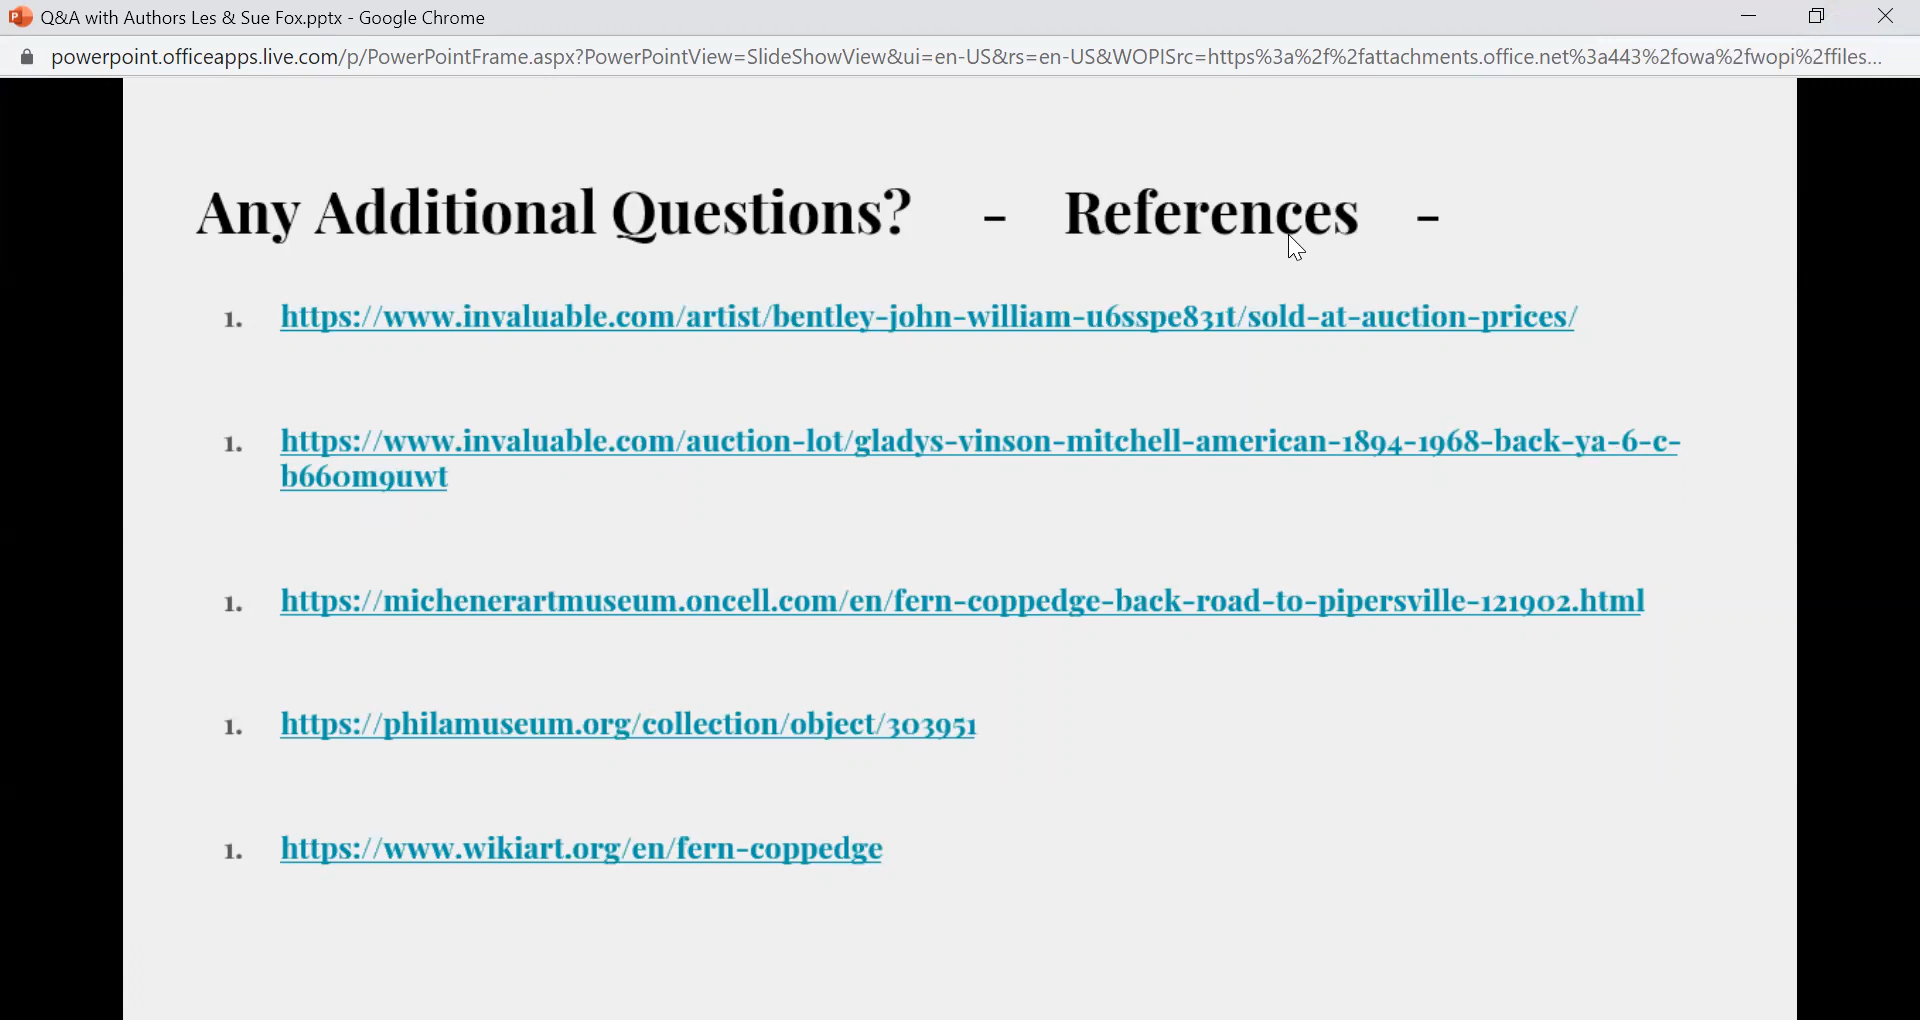 Q&A with Authors Les & Sue Fox.pptx - Google Chrome
powerpoint.officeapps.live.com/p/PowerPointFrame.aspx?PowerPointView=SlideShowView&ui=en-US&rs=en-US&WOPISrc=https%3a%2f%2fattachments.office.net%3a443%2fowa%2fwopi%2ffiles...
Any Additional Questions? - References -
1. https://www.invaluable.com/artist/bentley-john-william-u6sspe831t/sold-at-auction-prices/
1. https://www.invaluable.com/auction-lot/gladys-vinson-mitchell-american-1894-1968-back-ya-6-c-
b660m9uwt
1. https://michenerartmuseum.oncell.com/en/fern-coppedge-back-road-to-pipersville-121902.html
1. https://philamuseum.org/collection/object/303951
1. https://www.wikiart.org/en/fern-coppedge